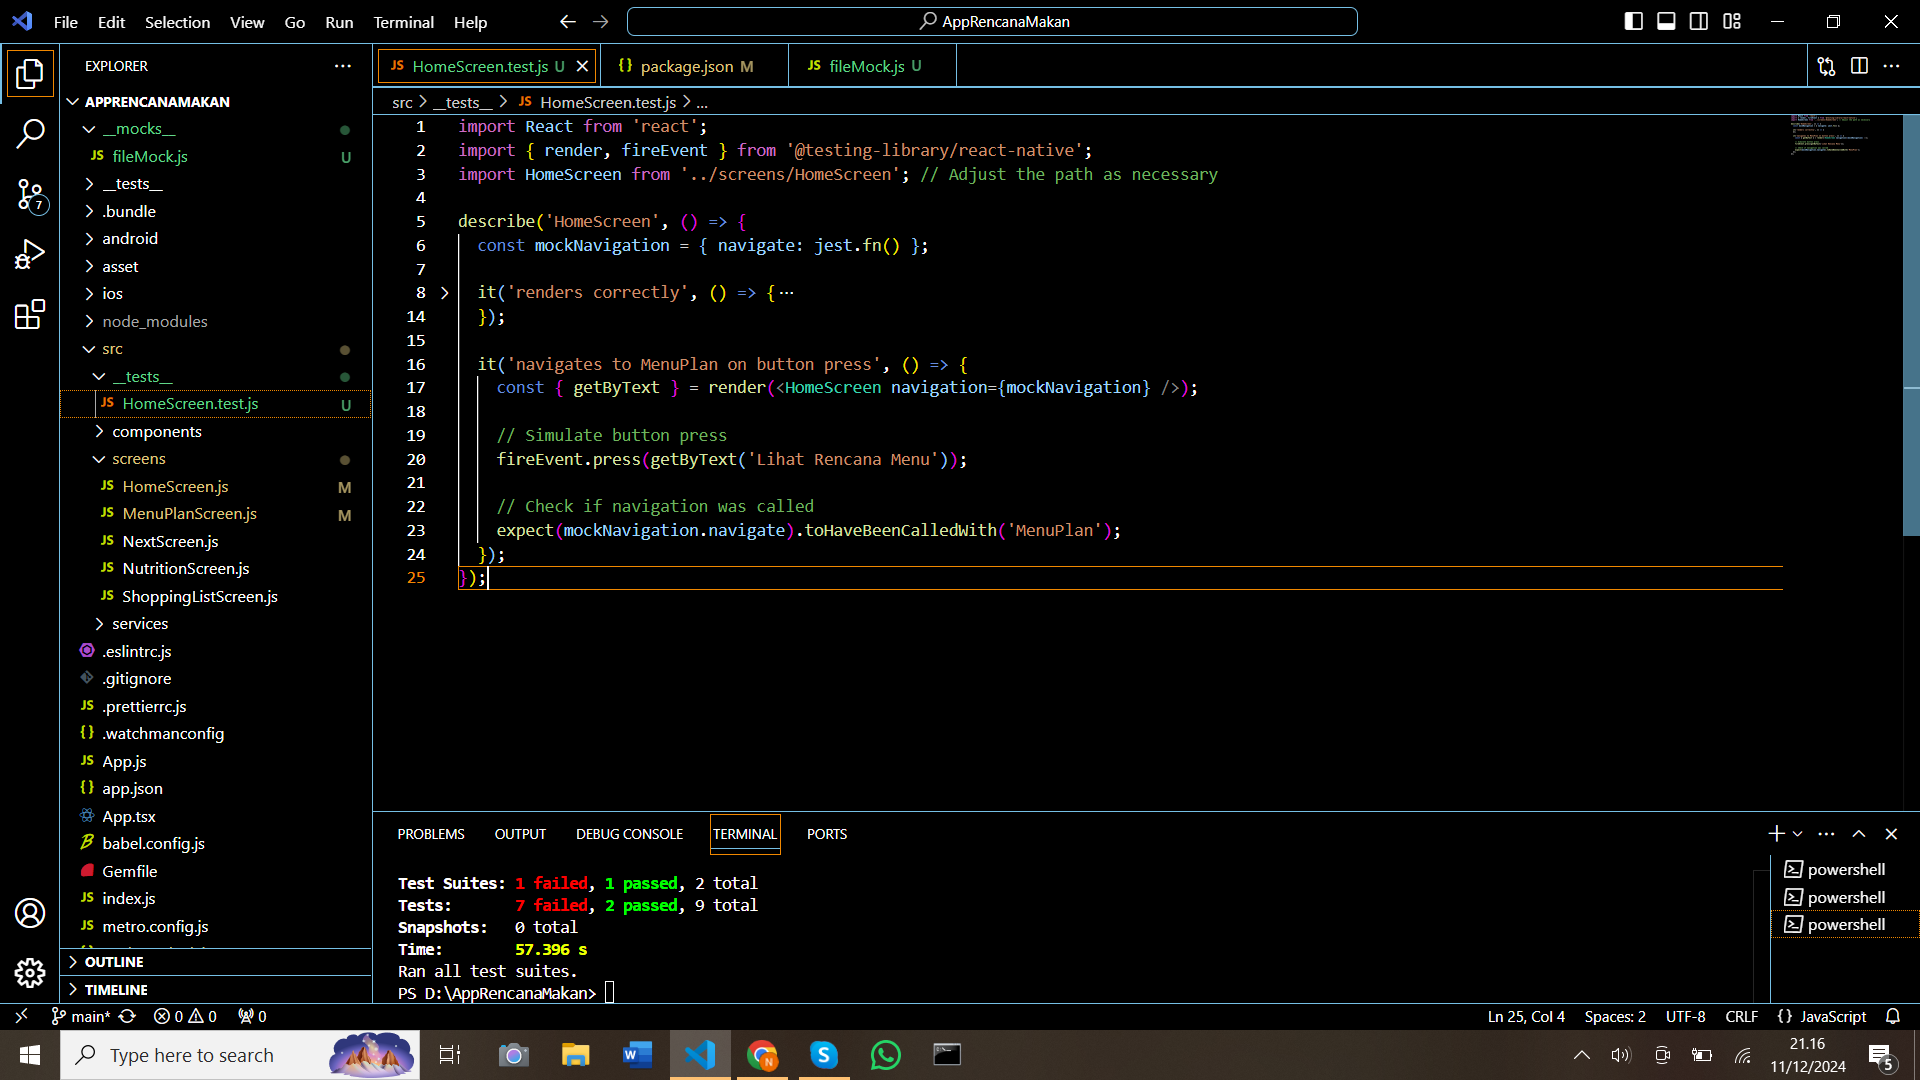 File Edit Selection View Go Run Terminal Help
AppRencanaMakan
EXPLORER
APPRENCANAMAKAN
__mocks__
JS fileMock.js U
__tests__
.bundle
android
asset
ios
node_modules
src
__tests__
JS HomeScreen.test.js U
components
screens
JS HomeScreen.js M
JS MenuPlanScreen.js M
JS NextScreen.js
JS NutritionScreen.js
JS ShoppingListScreen.js
services
.eslintrc.js
.gitignore
JS .prettierrc.js
{} .watchmanconfig
JS App.js
{} app.json
App.tsx
babel.config.js
Gemfile
JS index.js
JS metro.config.js
OUTLINE
TIMELINE
7
JS HomeScreen.test.js U
{} package.json M
JS fileMock.js U
src > __tests__ > JS HomeScreen.test.js > ...
1 import React from 'react';
2 import { render, fireEvent } from '@testing-library/react-native';
3 import HomeScreen from '../screens/HomeScreen'; // Adjust the path as necessary
4
5 describe('HomeScreen', () => {
6 const mockNavigation = { navigate: jest.fn() };
7
8 it('renders correctly', () => {···
14 });
15
16 it('navigates to MenuPlan on button press', () => {
17 const { getByText } = render(<HomeScreen navigation={mockNavigation} />);
18
19 // Simulate button press
20 fireEvent.press(getByText('Lihat Rencana Menu'));
21
22 // Check if navigation was called
23 expect(mockNavigation.navigate).toHaveBeenCalledWith('MenuPlan');
24 });
25 });
PROBLEMS OUTPUT DEBUG CONSOLE TERMINAL PORTS
Test Suites: 1 failed, 1 passed, 2 total
Tests: 7 failed, 2 passed, 9 total
Snapshots: 0 total
Time: 57.396 s
Ran all test suites.
PS D:\AppRencanaMakan>
powershell
powershell
powershell
main* 0 0 0
Ln 25, Col 4 Spaces: 2 UTF-8 CRLF {} JavaScript
Type here to search
21.16
11/12/2024
5